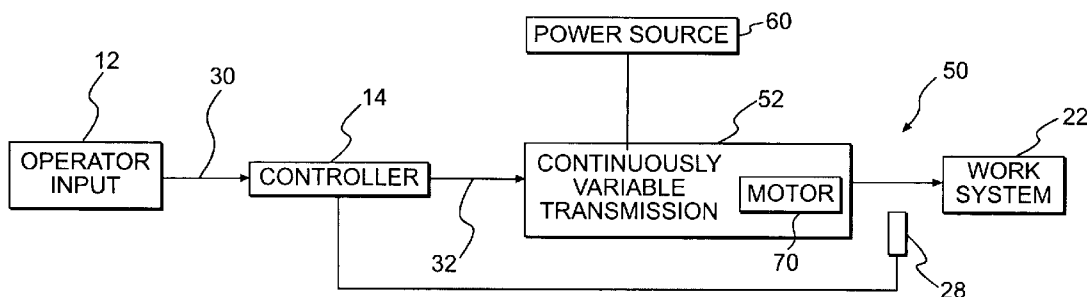 POWER SOURCE
60
12
30
14
52
50
22
OPERATOR
INPUT
CONTROLLER
CONTINUOUSLY
VARIABLE
TRANSMISSION
MOTOR
WORK
SYSTEM
32
70
28